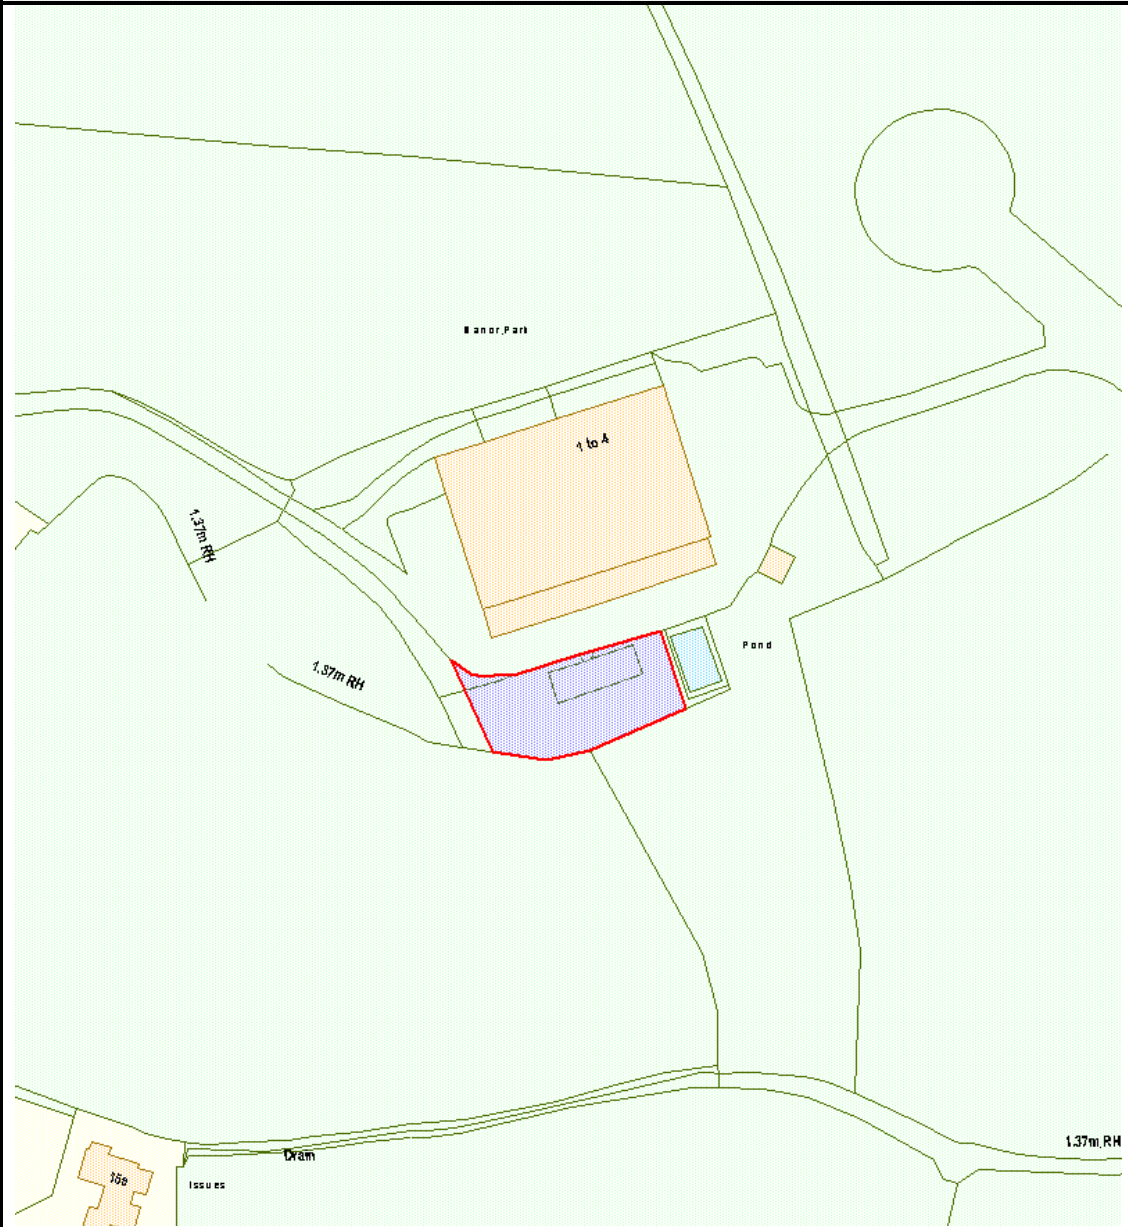 Manor Park
1 to 4
1.37m RH
1.37m RH
Pond
1.37m RH
Drain
15a
Issues